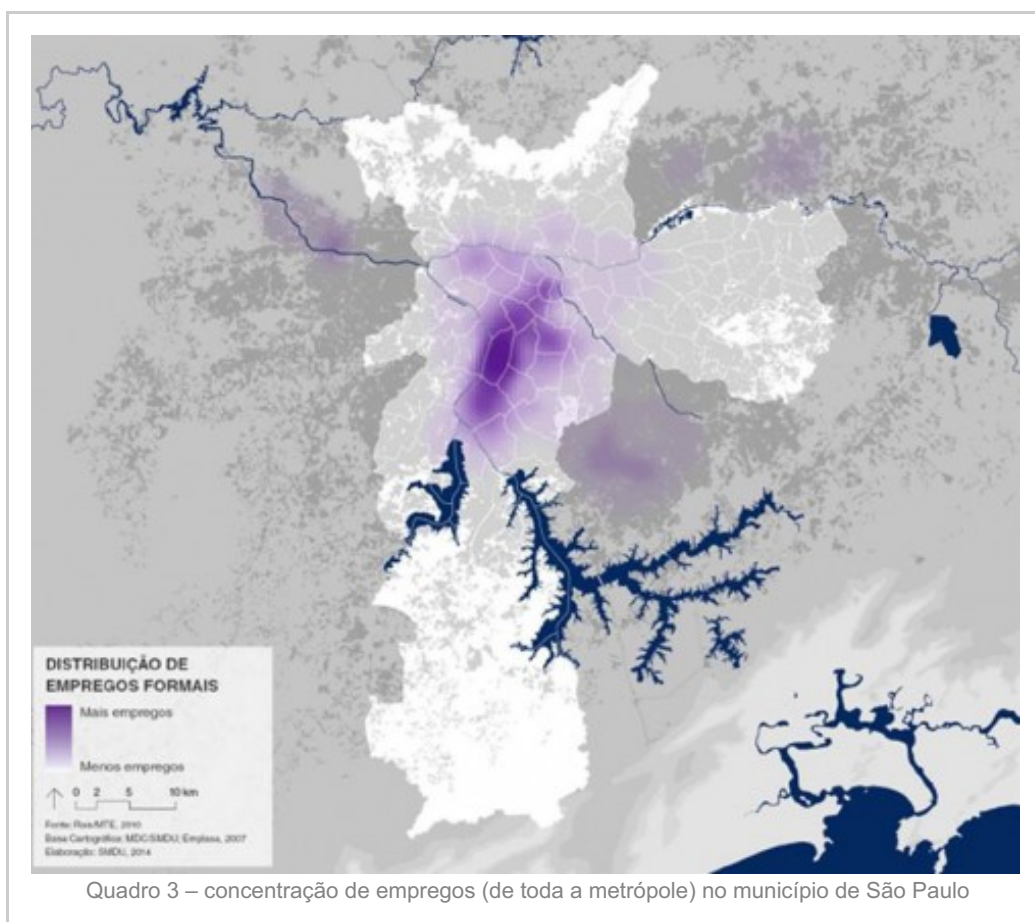 DISTRIBUIÇÃO DE
EMPREGOS FORMAIS
Mais empregos
Menos empregos
0 2 5 10 km
Fonte: Rais/MTE, 2010
Base Cartográfica: MDC/SMDU; Emplasa, 2007
Elaboração: SMDU, 2014
Quadro 3 – concentração de empregos (de toda a metrópole) no município de São Paulo